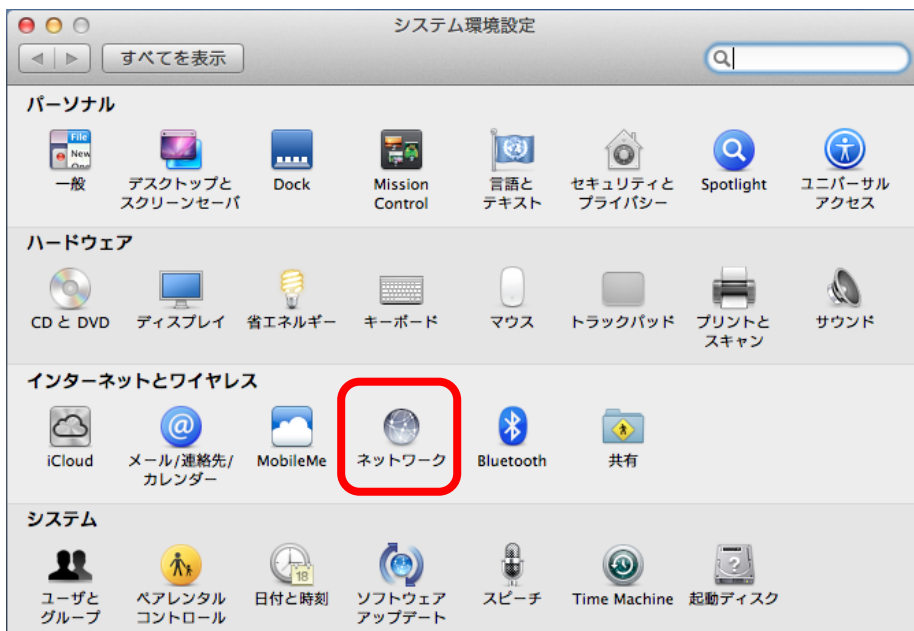 システム環境設定
すべてを表示
パーソナル
File
New
One
一般
デスクトップと
スクリーンセーバ
Dock
Mission
Control
言語と
テキスト
セキュリティと
プライバシー
Spotlight
ユニバーサル
アクセス
ハードウェア
CD と DVD
ディスプレイ
省エネルギー
キーボード
マウス
トラックパッド
プリントと
スキャン
サウンド
インターネットとワイヤレス
@
iCloud
メール/連絡先/
カレンダー
MobileMe
ネットワーク
Bluetooth
共有
システム
18
?
ユーザと
グループ
ペアレンタル
コントロール
日付と時刻
ソフトウェア
アップデート
スピーチ
Time Machine
起動ディスク